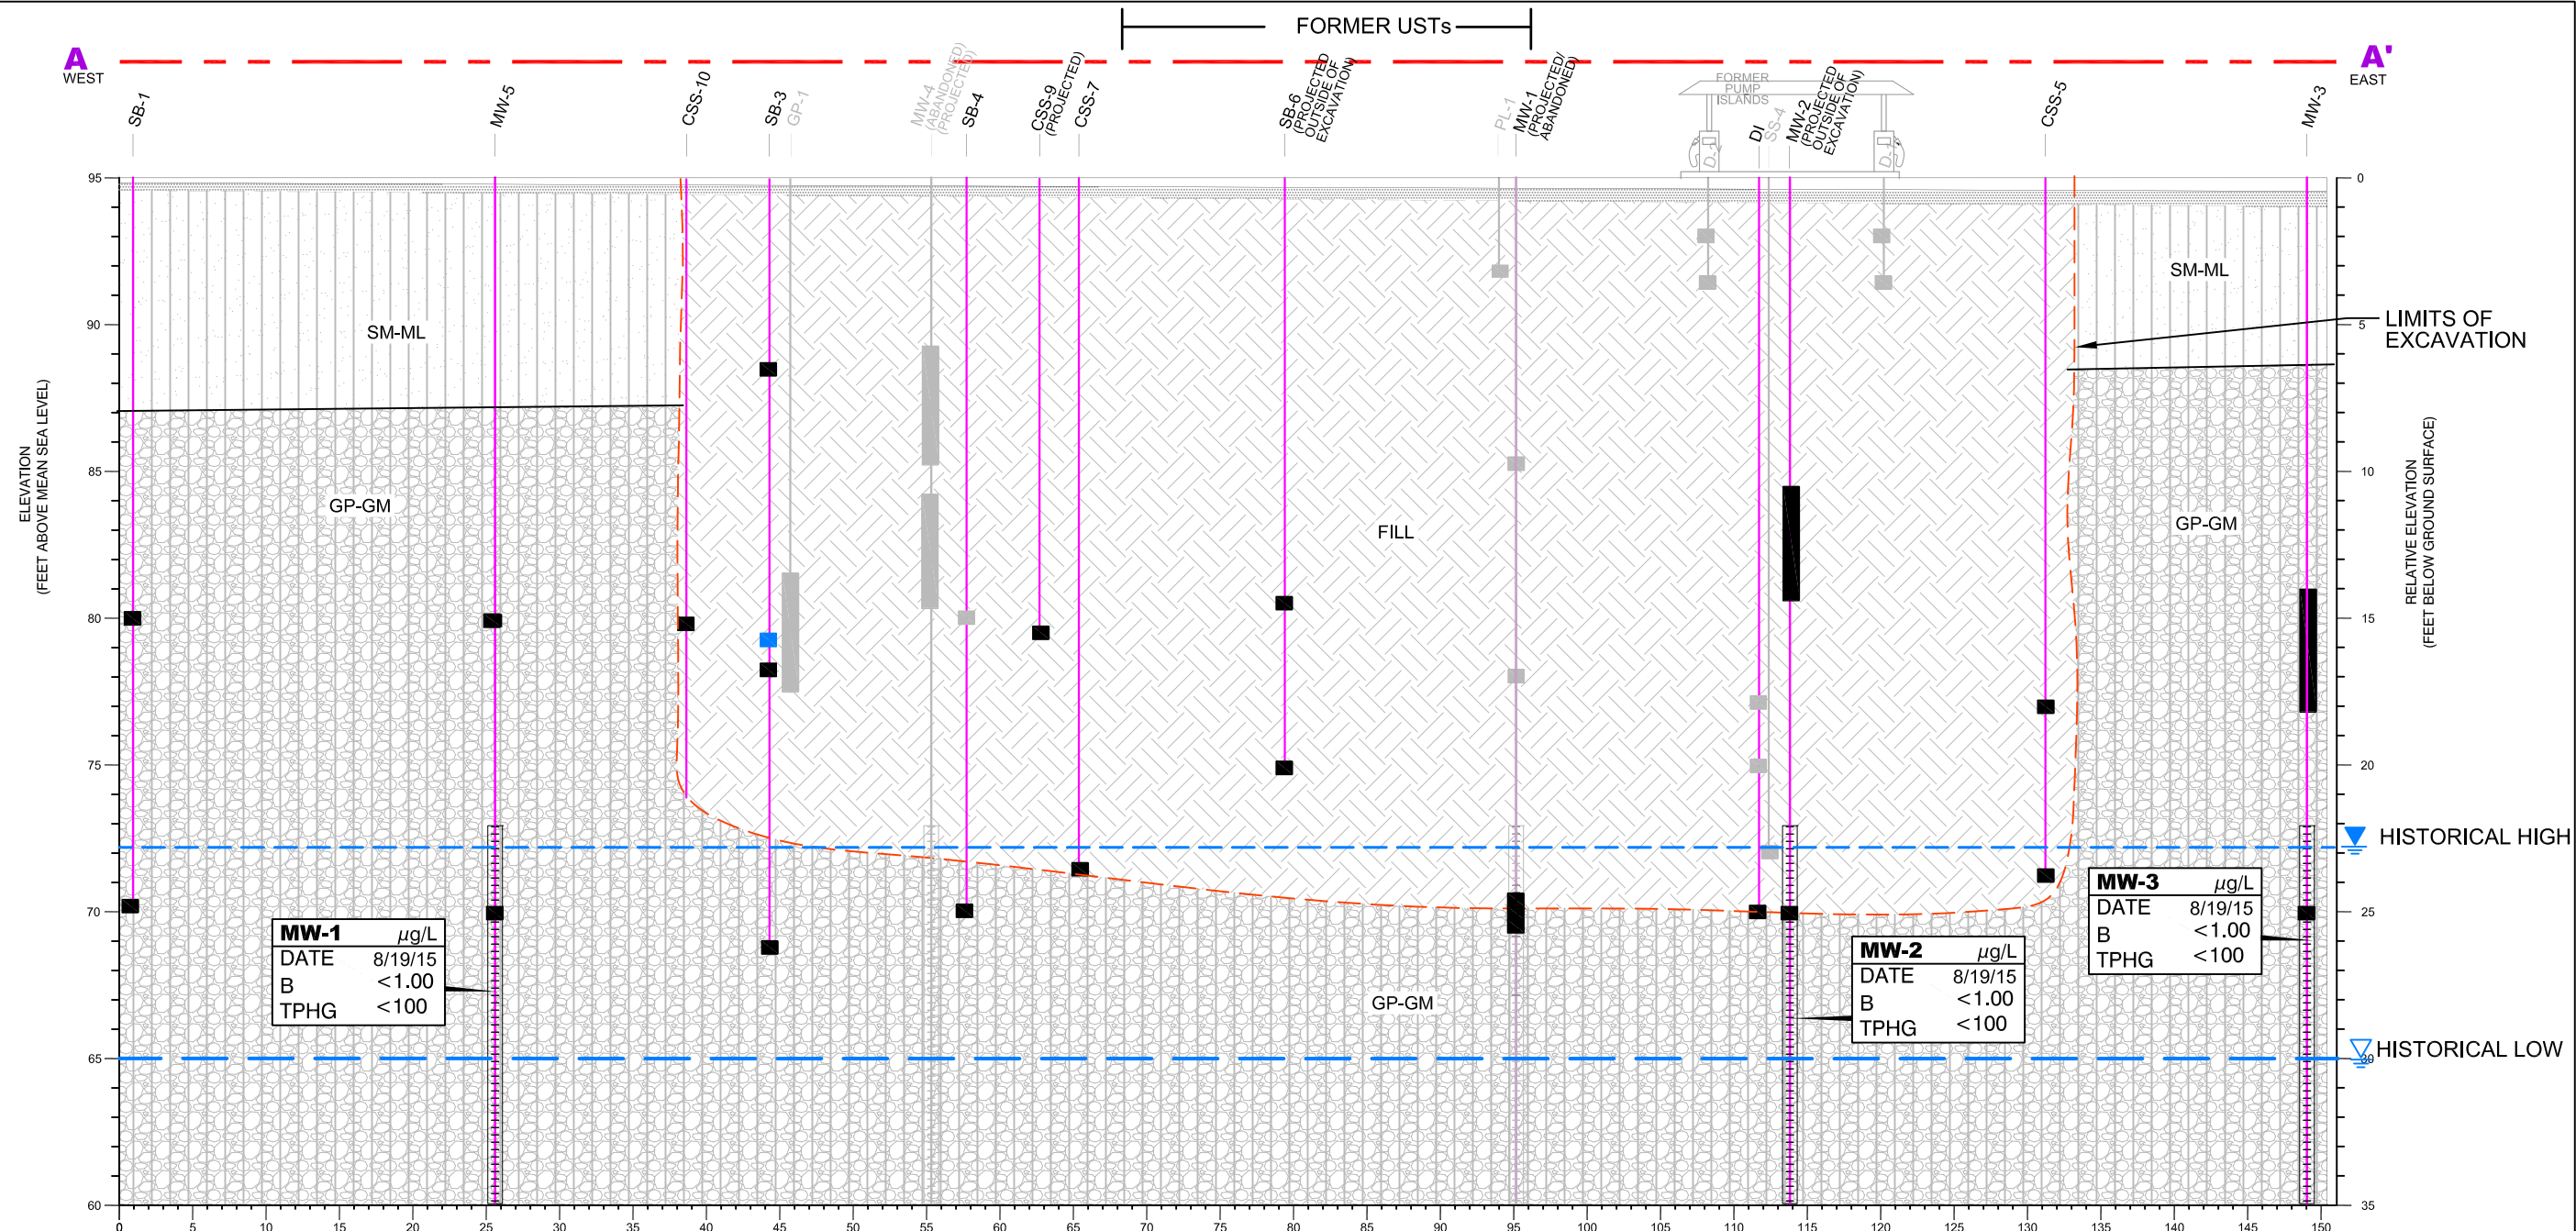 FORMER USTs
A
WEST
A'
EAST
SB-1
MW-5
CSS-10
SB-3
GP-1
MW-4
(ABANDONED)
(PROJECTED)
SB-4
CSS-9
(PROJECTED)
CSS-7
SB-6
(PROJECTED
OUTSIDE OF
EXCAVATION)
PL-1
MW-1
(PROJECTED/
ABANDONED)
FORMER
PUMP
ISLANDS
D-2
DI
SS-4
MW-2
(PROJECTED
OUTSIDE OF
EXCAVATION)
CSS-5
MW-3
95
90
85
80
75
70
65
60
ELEVATION
(FEET ABOVE MEAN SEA LEVEL)
SM-ML
GP-GM
FILL
GP-GM
SM-ML
GP-GM
LIMITS OF
EXCAVATION
0
5
10
15
20
25
30
35
RELATIVE ELEVATION
(FEET BELOW GROUND SURFACE)
HISTORICAL HIGH
HISTORICAL LOW
MW-1 µg/L
DATE 8/19/15
B <1.00
TPHG <100
MW-2 µg/L
DATE 8/19/15
B <1.00
TPHG <100
MW-3 µg/L
DATE 8/19/15
B <1.00
TPHG <100
0 5 10 15 20 25 30 35 40 45 50 55 60 65 70 75 80 85 90 95 100 105 110 115 120 125 130 135 140 145 150